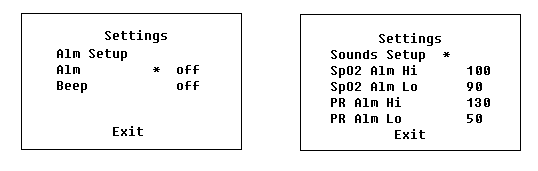 Settings
Alm Setup
Alm * off
Beep off
Exit
Settings
Sounds Setup *
SpO2 Alm Hi 100
SpO2 Alm Lo 90
PR Alm Hi 130
PR Alm Lo 50
Exit